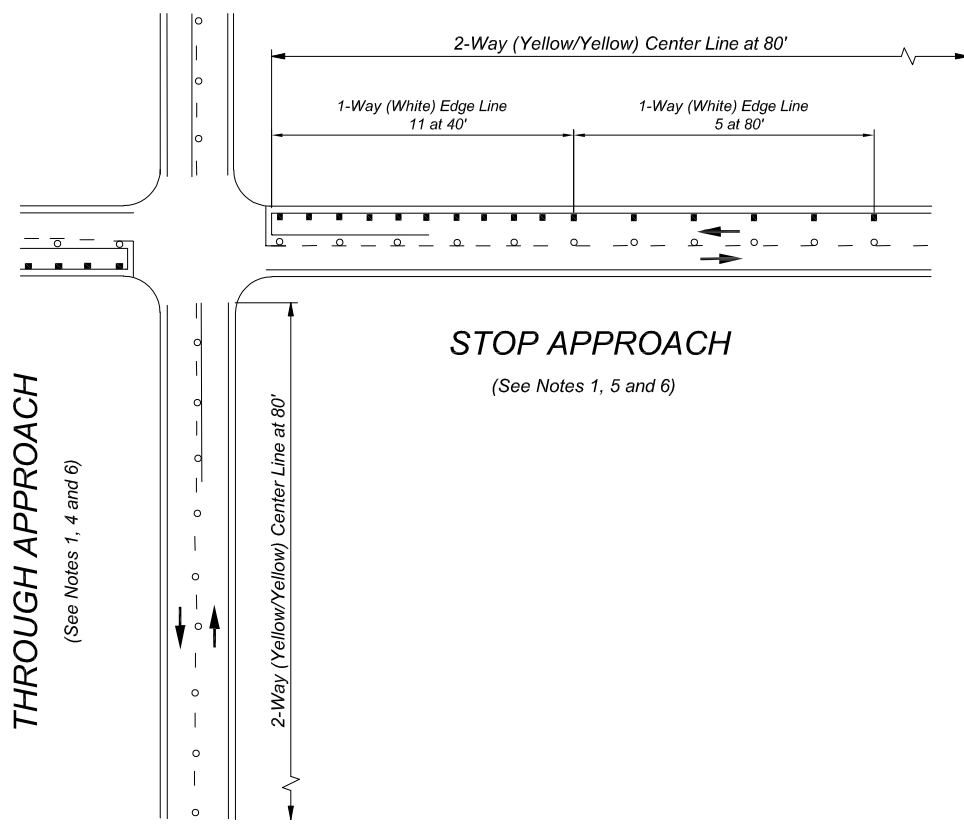 2-Way (Yellow/Yellow) Center Line at 80'
1-Way (White) Edge Line
11 at 40'
1-Way (White) Edge Line
5 at 80'
STOP APPROACH
(See Notes 1, 5 and 6)
THROUGH APPROACH
(See Notes 1, 4 and 6)
2-Way (Yellow/Yellow) Center Line at 80'